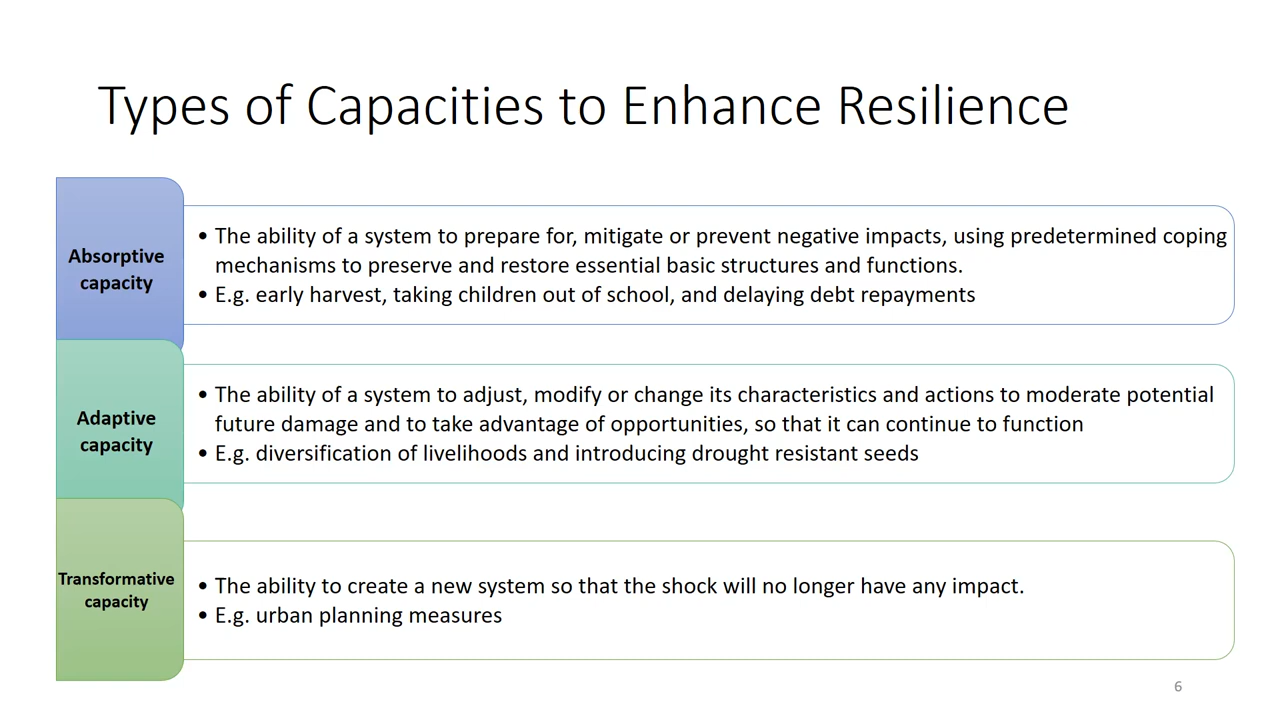 Types of Capacities to Enhance Resilience
Absorptive
capacity
• The ability of a system to prepare for, mitigate or prevent negative impacts, using predetermined coping
mechanisms to preserve and restore essential basic structures and functions.
• E.g. early harvest, taking children out of school, and delaying debt repayments
Adaptive
capacity
• The ability of a system to adjust, modify or change its characteristics and actions to moderate potential
future damage and to take advantage of opportunities, so that it can continue to function
• E.g. diversification of livelihoods and introducing drought resistant seeds
Transformative
capacity
• The ability to create a new system so that the shock will no longer have any impact.
• E.g. urban planning measures
6